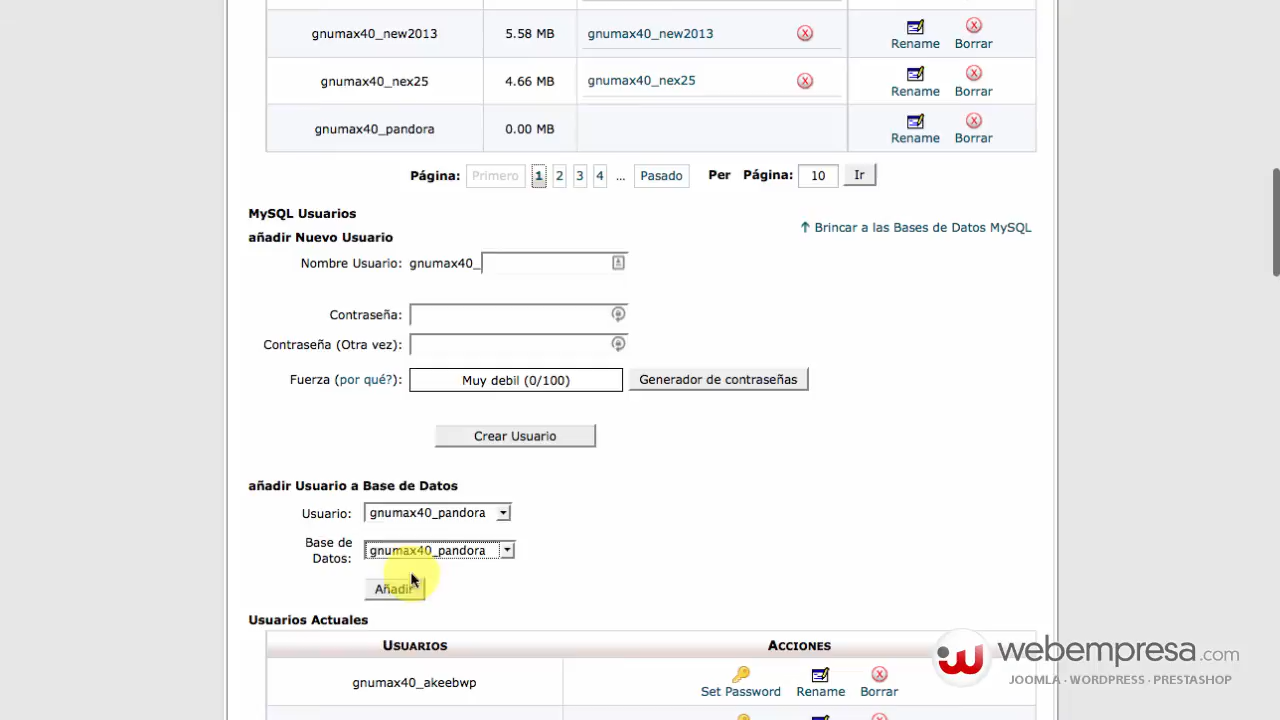 gnumax40_new2013 5.58 MB gnumax40_new2013 Rename Borrar
gnumax40_nex25 4.66 MB gnumax40_nex25 Rename Borrar
gnumax40_pandora 0.00 MB Rename Borrar
Página: Primero 1 2 3 4 ... Pasado Per Página: 10 Ir
MySQL Usuarios
↑ Brincar a las Bases de Datos MySQL
añadir Nuevo Usuario
Nombre Usuario: gnumax40_
Contraseña:
Contraseña (Otra vez):
Fuerza (por qué?): Muy debil (0/100) Generador de contraseñas
Crear Usuario
añadir Usuario a Base de Datos
Usuario: gnumax40_pandora
Base de
Datos: gnumax40_pandora
Añadir
Usuarios Actuales
Usuarios Acciones
gnumax40_akeebwp Set Password Rename Borrar
webempresa.com
JOOMLA · WORDPRESS · PRESTASHOP